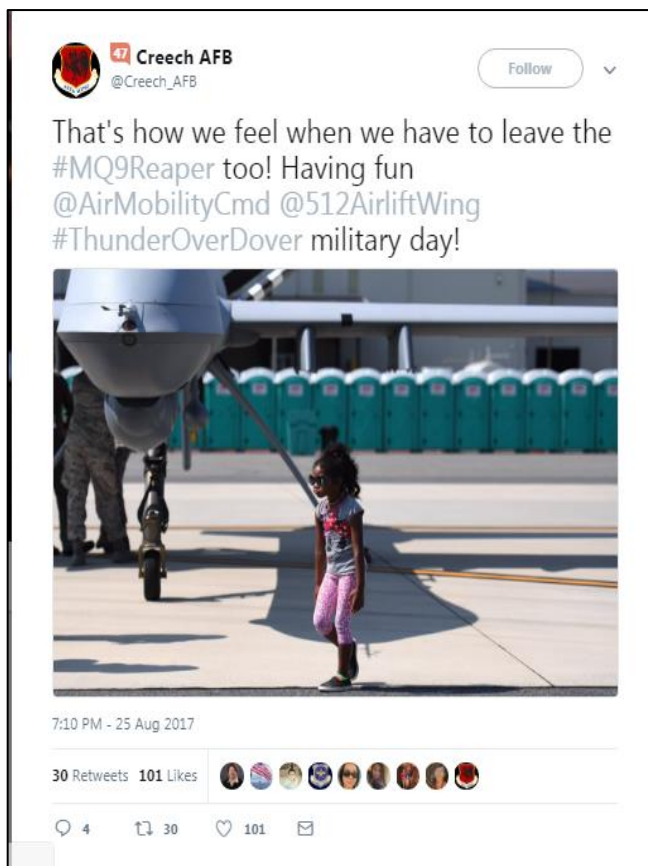 47 Creech AFB
@Creech_AFB
Follow
That's how we feel when we have to leave the
#MQ9Reaper too! Having fun
@AirMobilityCmd @512AirliftWing
#ThunderOverDover military day!
7:10 PM - 25 Aug 2017
30 Retweets 101 Likes
4 30 101